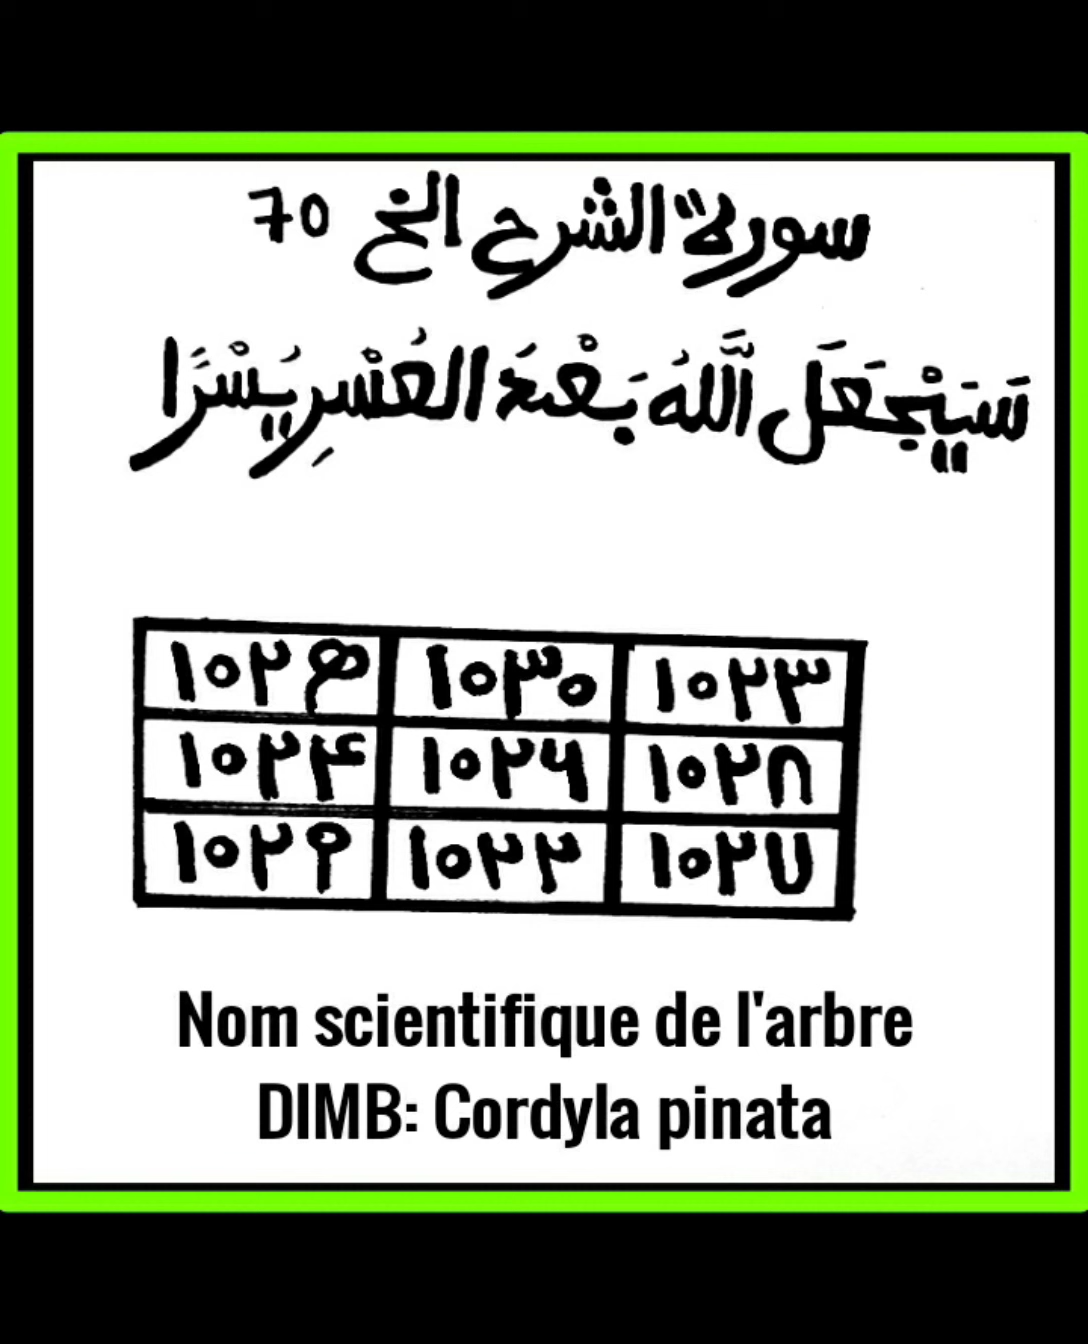 سورة الشرح الخ 70
سَيَجْعَلَ اللَّهُ بَعْدَ العُسْرِ يُسْرًا
١٠٢٣ ١٠٣٠ ١٠٢٥
١٠٢٨ ١٠٢٦ ١٠٢٤
١٠٢٧ ١٠٢٢ ١٠٢٩
Nom scientifique de l'arbre
DIMB: Cordyla pinata